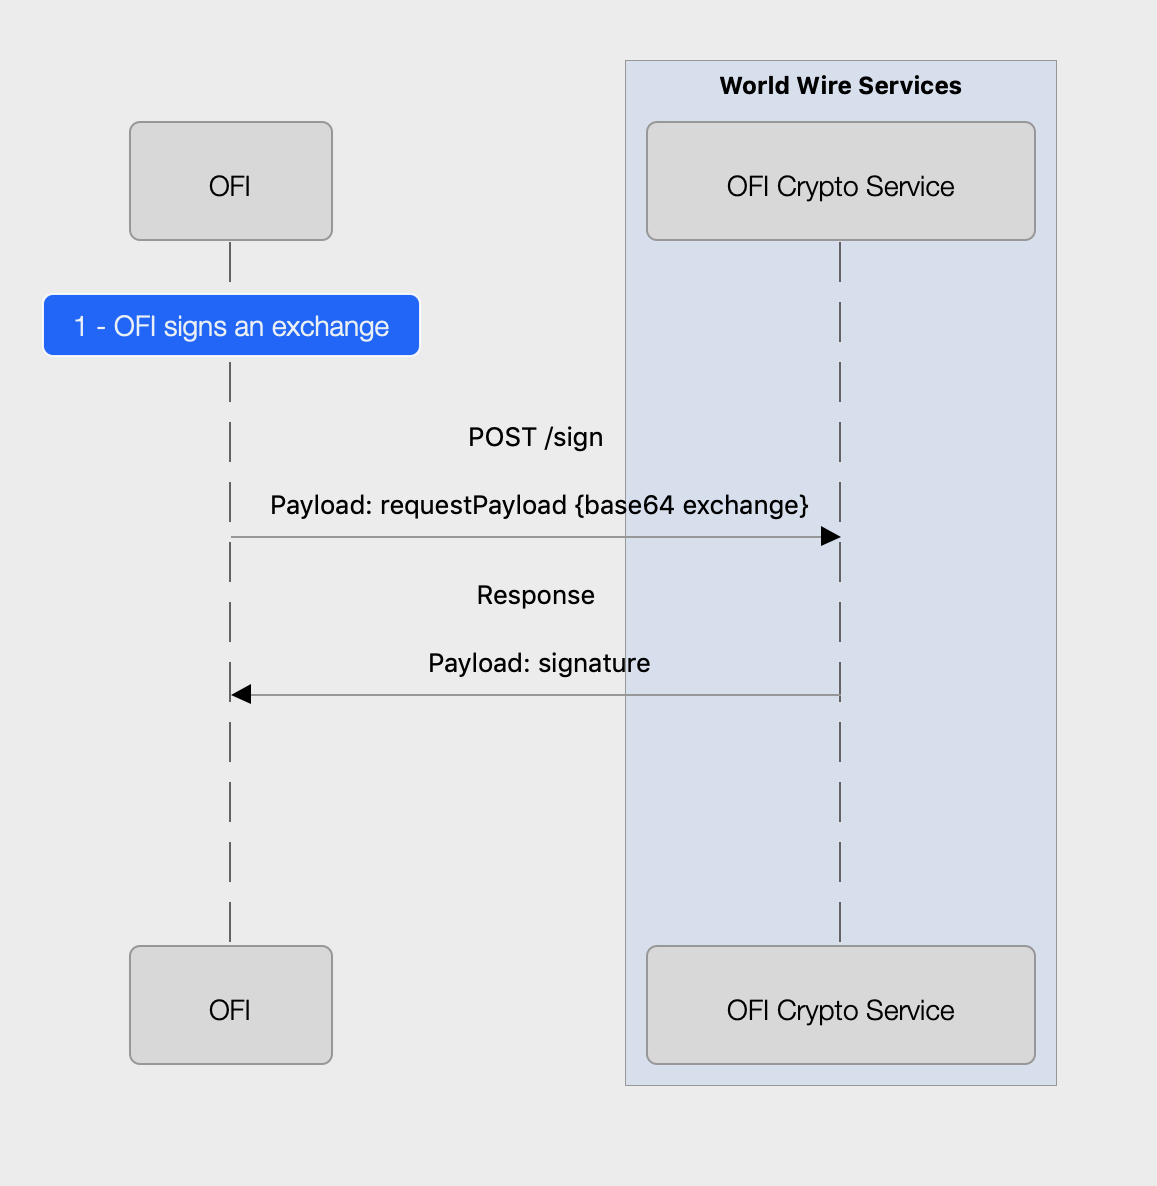 World Wire Services
OFI
OFI Crypto Service
1 - OFI signs an exchange
POST /sign
Payload: requestPayload {base64 exchange}
Response
Payload: signature
OFI
OFI Crypto Service